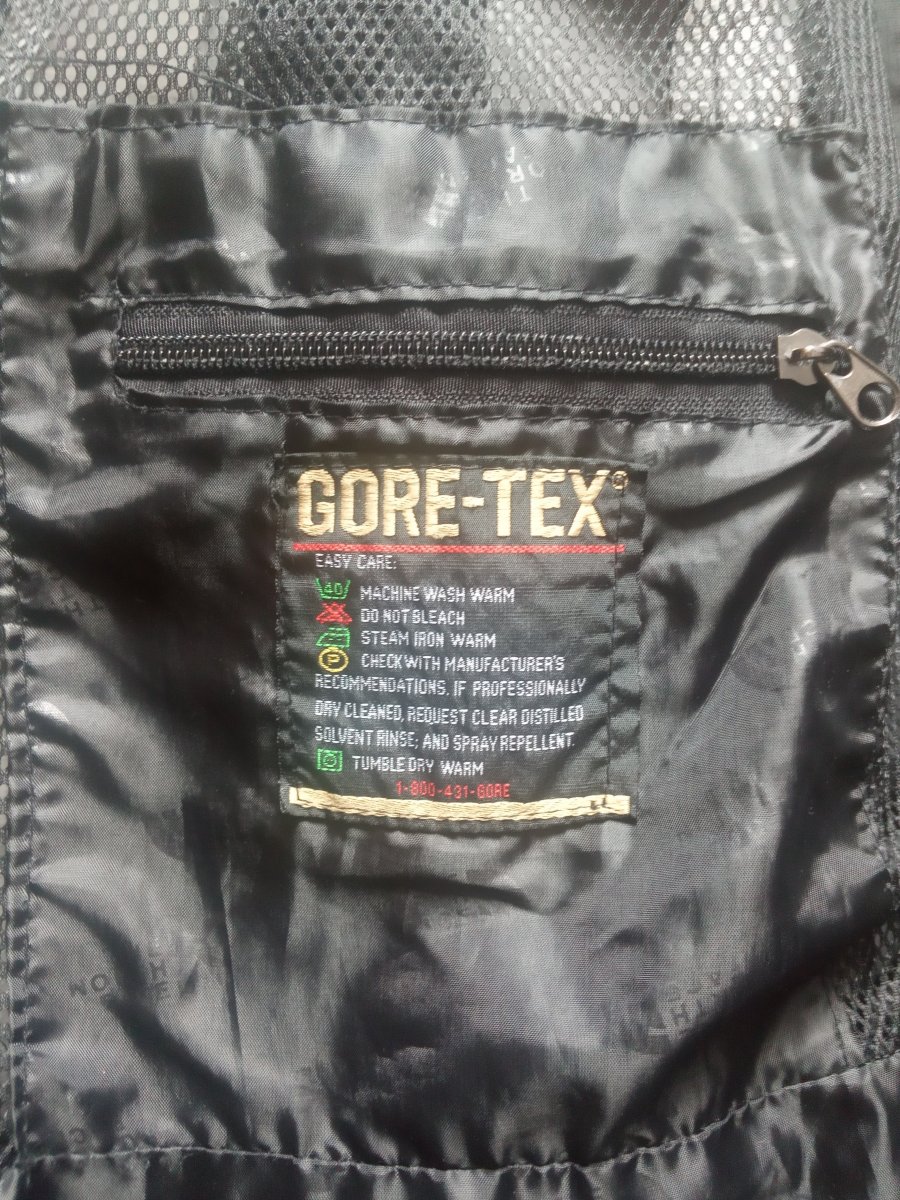 GORE-TEX®
EASY CARE:
40 MACHINE WASH WARM
DO NOT BLEACH
STEAM IRON WARM
P CHECK WITH MANUFACTURER'S
RECOMMENDATIONS, IF PROFESSIONALLY
DRY CLEANED, REQUEST CLEAR DISTILLED
SOLVENT RINSE; AND SPRAY REPELLENT.
TUMBLE DRY WARM
1-800-431-GORE